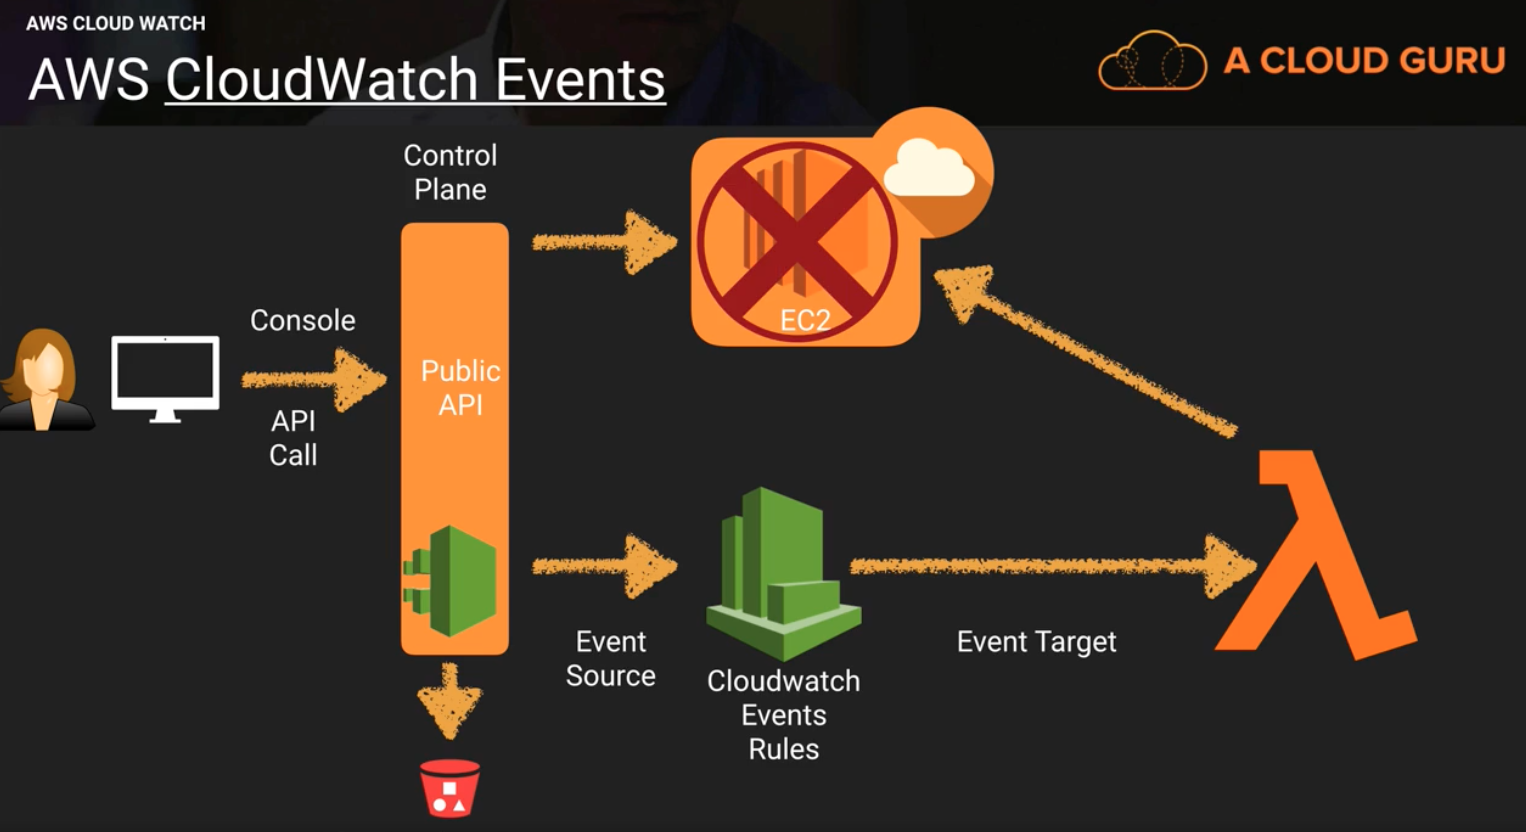 AWS CLOUD WATCH
AWS CloudWatch Events
A CLOUD GURU
Control
Plane
EC2
Console
Public
API
API
Call
Event
Source
Event Target
Cloudwatch
Events
Rules